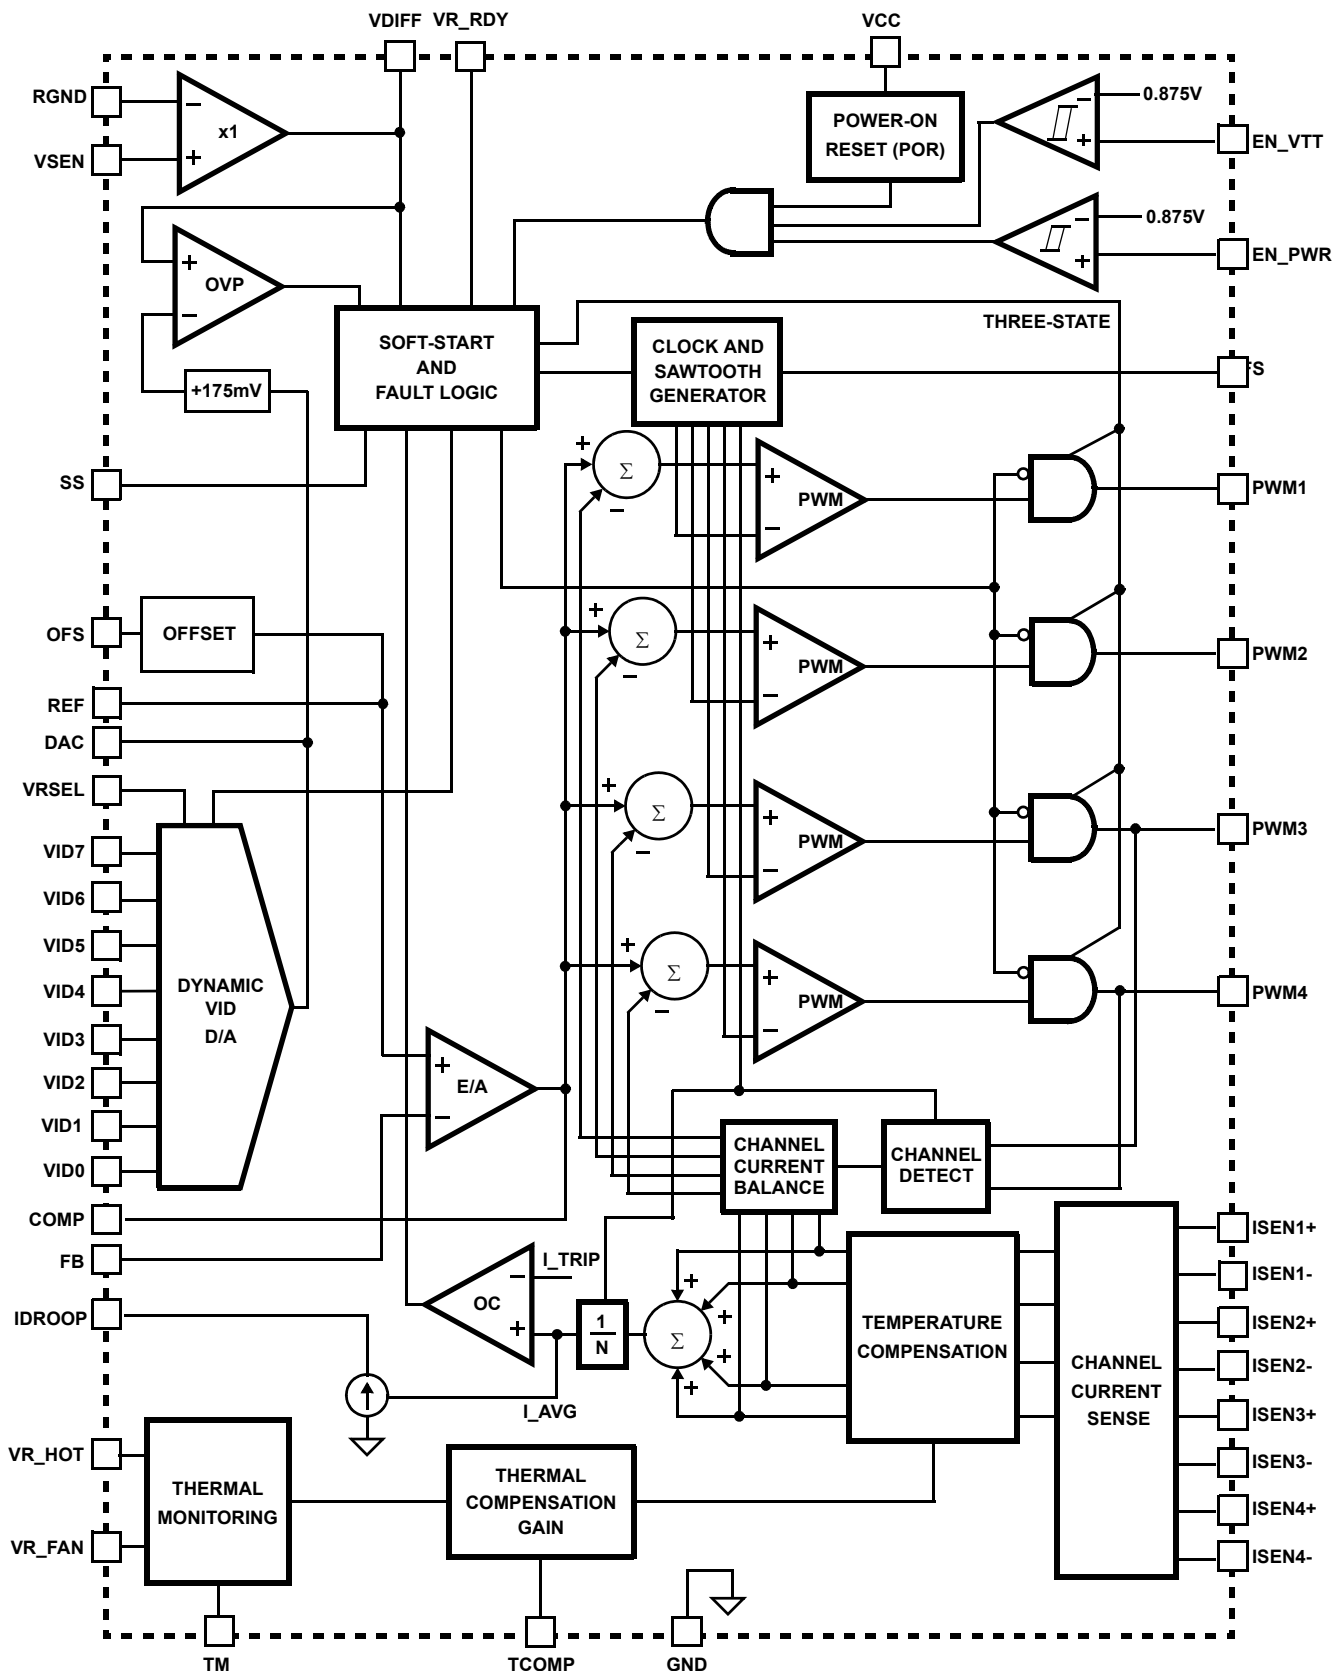 VDIFF VR_RDY VCC
RGND
VSEN
−
x1
+
POWER-ON
RESET (POR)
− 0.875V
+
EN_VTT
− 0.875V
+
EN_PWR
+
OVP
−
+175mV
SOFT-START
AND
FAULT LOGIC
CLOCK AND
SAWTOOTH
GENERATOR
THREE-STATE
FS
SS
+
Σ
−
+
PWM
−
PWM1
OFS
OFFSET
+
Σ
−
+
PWM
−
PWM2
REF
DAC
VRSEL
+
Σ
−
+
PWM
−
PWM3
VID7
VID6
VID5
VID4
VID3
VID2
VID1
VID0
DYNAMIC
VID
D/A
+
Σ
−
+
PWM
−
PWM4
+
E/A
−
CHANNEL
CURRENT
BALANCE
CHANNEL
DETECT
COMP
FB
IDROOP
I_TRIP
−
OC
+
1
N
Σ
+
+
+
+
I_AVG
TEMPERATURE
COMPENSATION
CHANNEL
CURRENT
SENSE
ISEN1+
ISEN1-
ISEN2+
ISEN2-
ISEN3+
ISEN3-
ISEN4+
ISEN4-
VR_HOT
VR_FAN
THERMAL
MONITORING
THERMAL
COMPENSATION
GAIN
TM TCOMP GND